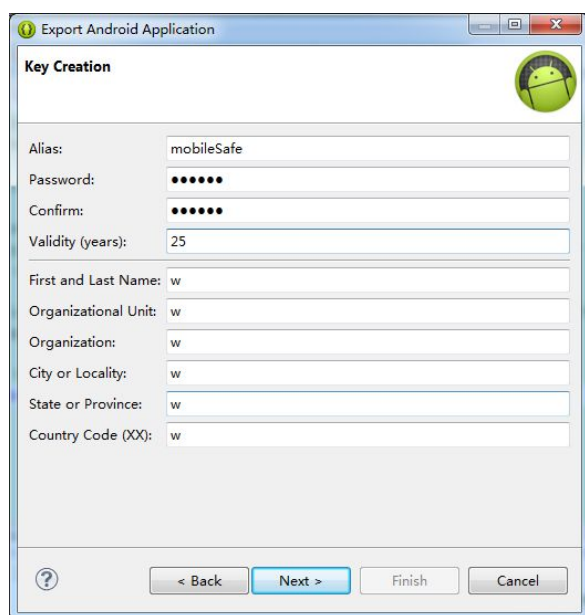 Export Android Application
Key Creation
Alias: mobileSafe
Password: ●●●●●●
Confirm: ●●●●●●
Validity (years): 25
First and Last Name: w
Organizational Unit: w
Organization: w
City or Locality: w
State or Province: w
Country Code (XX): w
? < Back Next > Finish Cancel